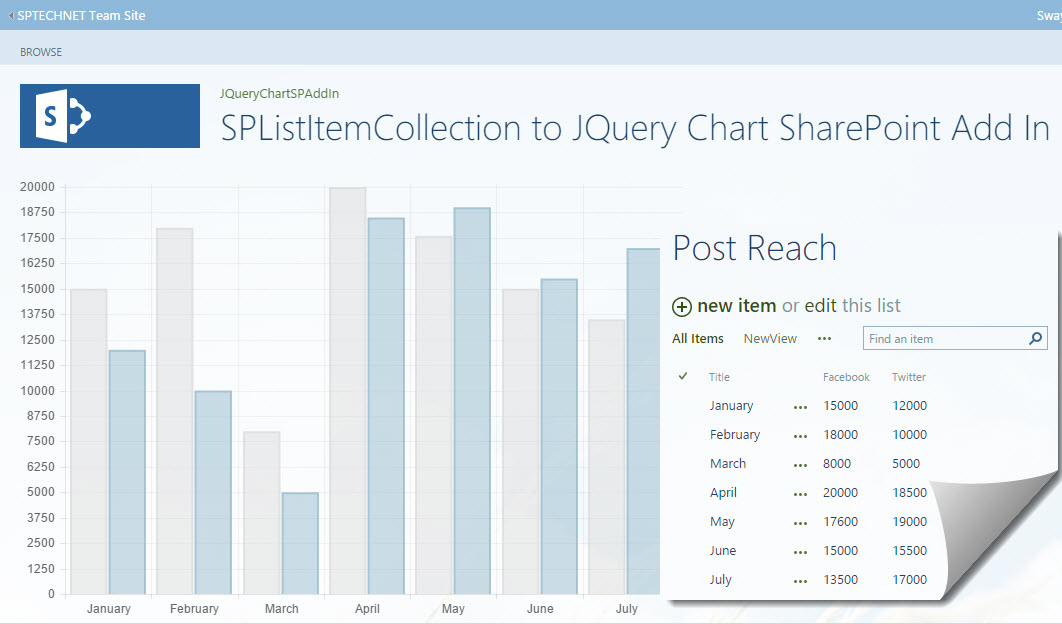 SPTECHNET Team Site
BROWSE
S
JQueryChartSPAddIn
SPListItemCollection to JQuery Chart SharePoint Add In
20000
18750
17500
16250
15000
13750
12500
11250
10000
8750
7500
6250
5000
3750
2500
1250
0
January February March April May June July
Post Reach
new item or edit this list
All Items NewView ••• Find an item
Title Facebook Twitter
January ••• 15000 12000
February ••• 18000 10000
March ••• 8000 5000
April ••• 20000 18500
May ••• 17600 19000
June ••• 15000 15500
July ••• 13500 17000